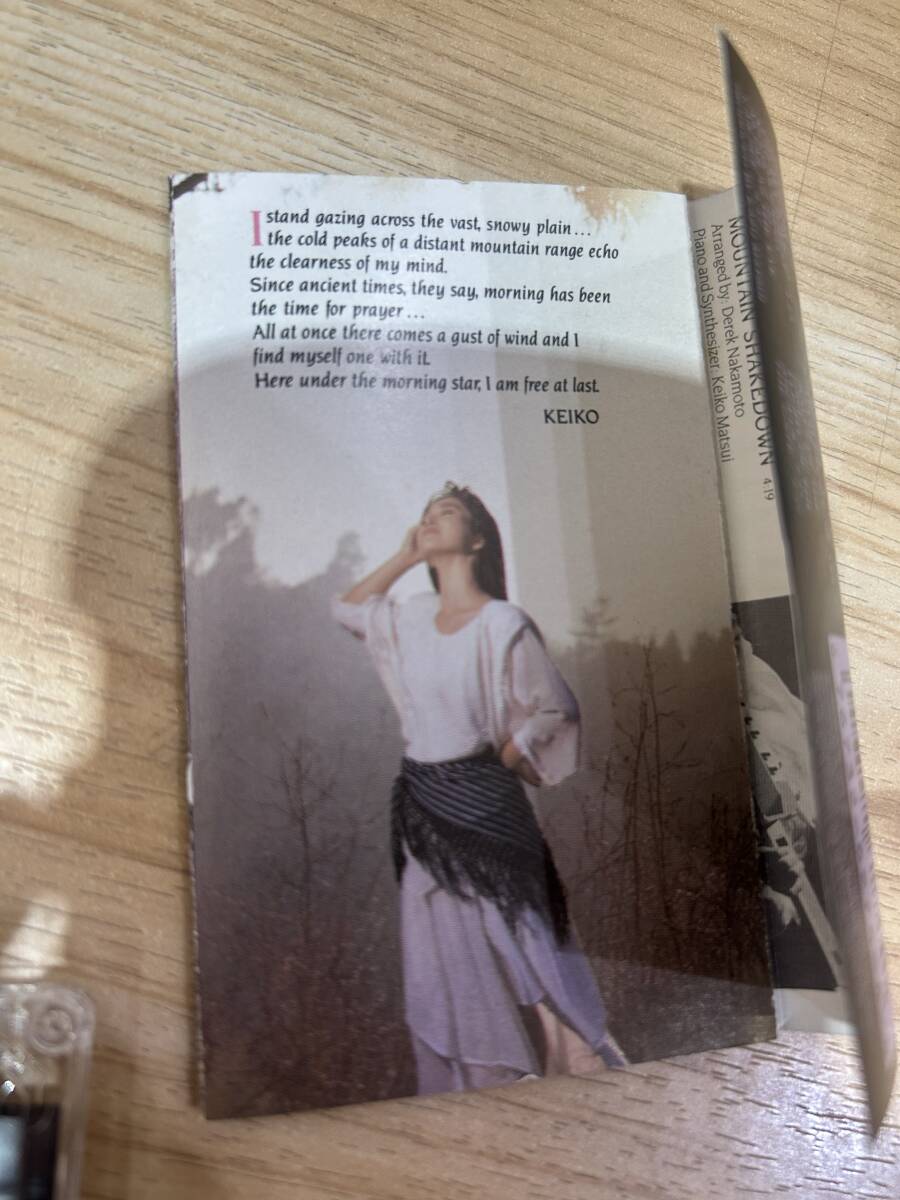 I stand gazing across the vast, snowy plain...
the cold peaks of a distant mountain range echo
the clearness of my mind.
Since ancient times, they say, morning has been
the time for prayer...
All at once there comes a gust of wind and I
find myself one with it.
Here under the morning star, I am free at last.
KEIKO
MOUNTAIN SHAKEDOWN 4:19
Arranged by: Derek Nakamoto
Piano and Synthesizer: Keiko Matsui